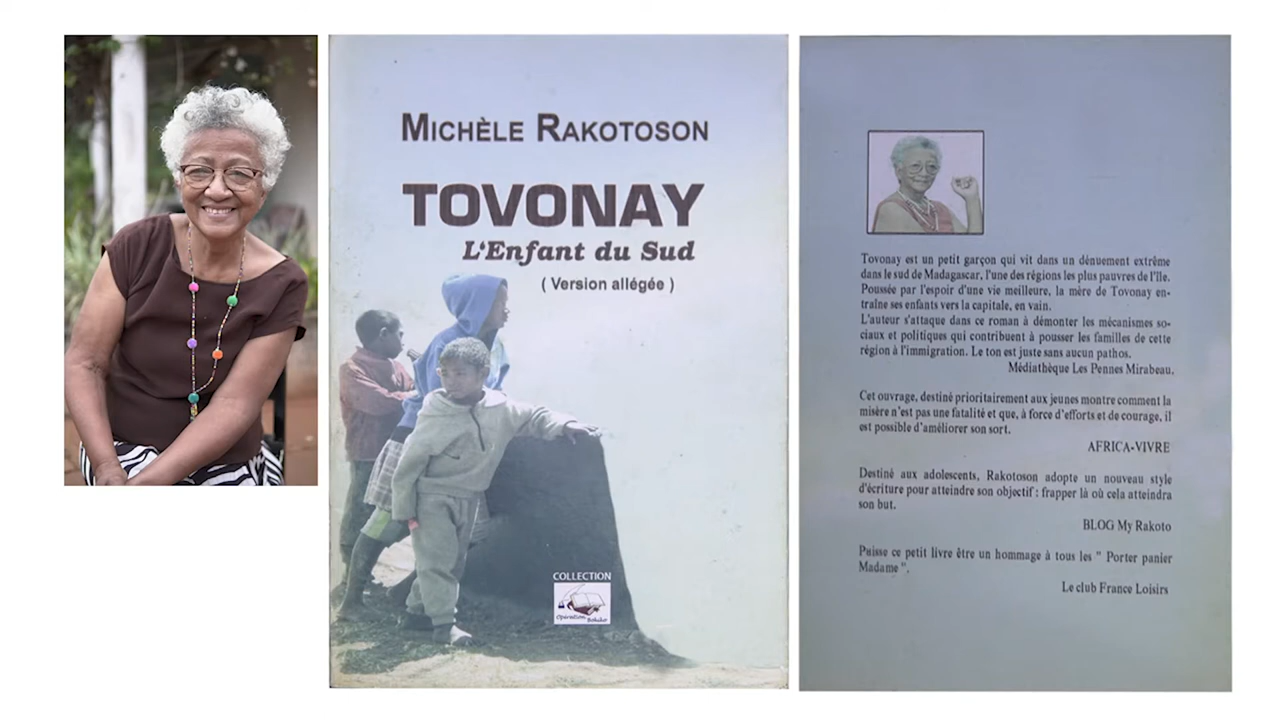 MICHÈLE RAKOTOSON
TOVONAY
L'Enfant du Sud
( Version allégée )
COLLECTION
Opération Bokiko
Tovonay est un petit garçon qui vit dans un dénuement extrême
dans le sud de Madagascar, l'une des régions les plus pauvres de l'île.
Poussée par l'espoir d'une vie meilleure, la mère de Tovonay en-
traîne ses enfants vers la capitale, en vain.
L'auteur s'attaque dans ce roman à démonter les mécanismes so-
ciaux et politiques qui contribuent à pousser les familles de cette
région à l'immigration. Le ton est juste sans aucun pathos.
Médiathèque Les Pennes Mirabeau.
Cet ouvrage, destiné prioritairement aux jeunes montre comment la
misère n'est pas une fatalité et que, à force d'efforts et de courage, il
est possible d'améliorer son sort.
AFRICA-VIVRE
Destiné aux adolescents, Rakotoson adopte un nouveau style
d'écriture pour atteindre son objectif : frapper là où cela atteindra
son but.
BLOG My Rakoto
Puisse ce petit livre être un hommage à tous les " Porter panier
Madame ".
Le club France Loisirs